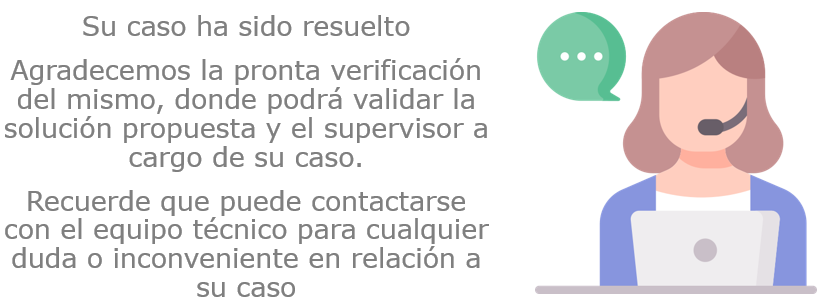 Su caso ha sido resuelto
Agradecemos la pronta verificación
del mismo, donde podrá validar la
solución propuesta y el supervisor a
cargo de su caso.
Recuerde que puede contactarse
con el equipo técnico para cualquier
duda o inconveniente en relación a
su caso